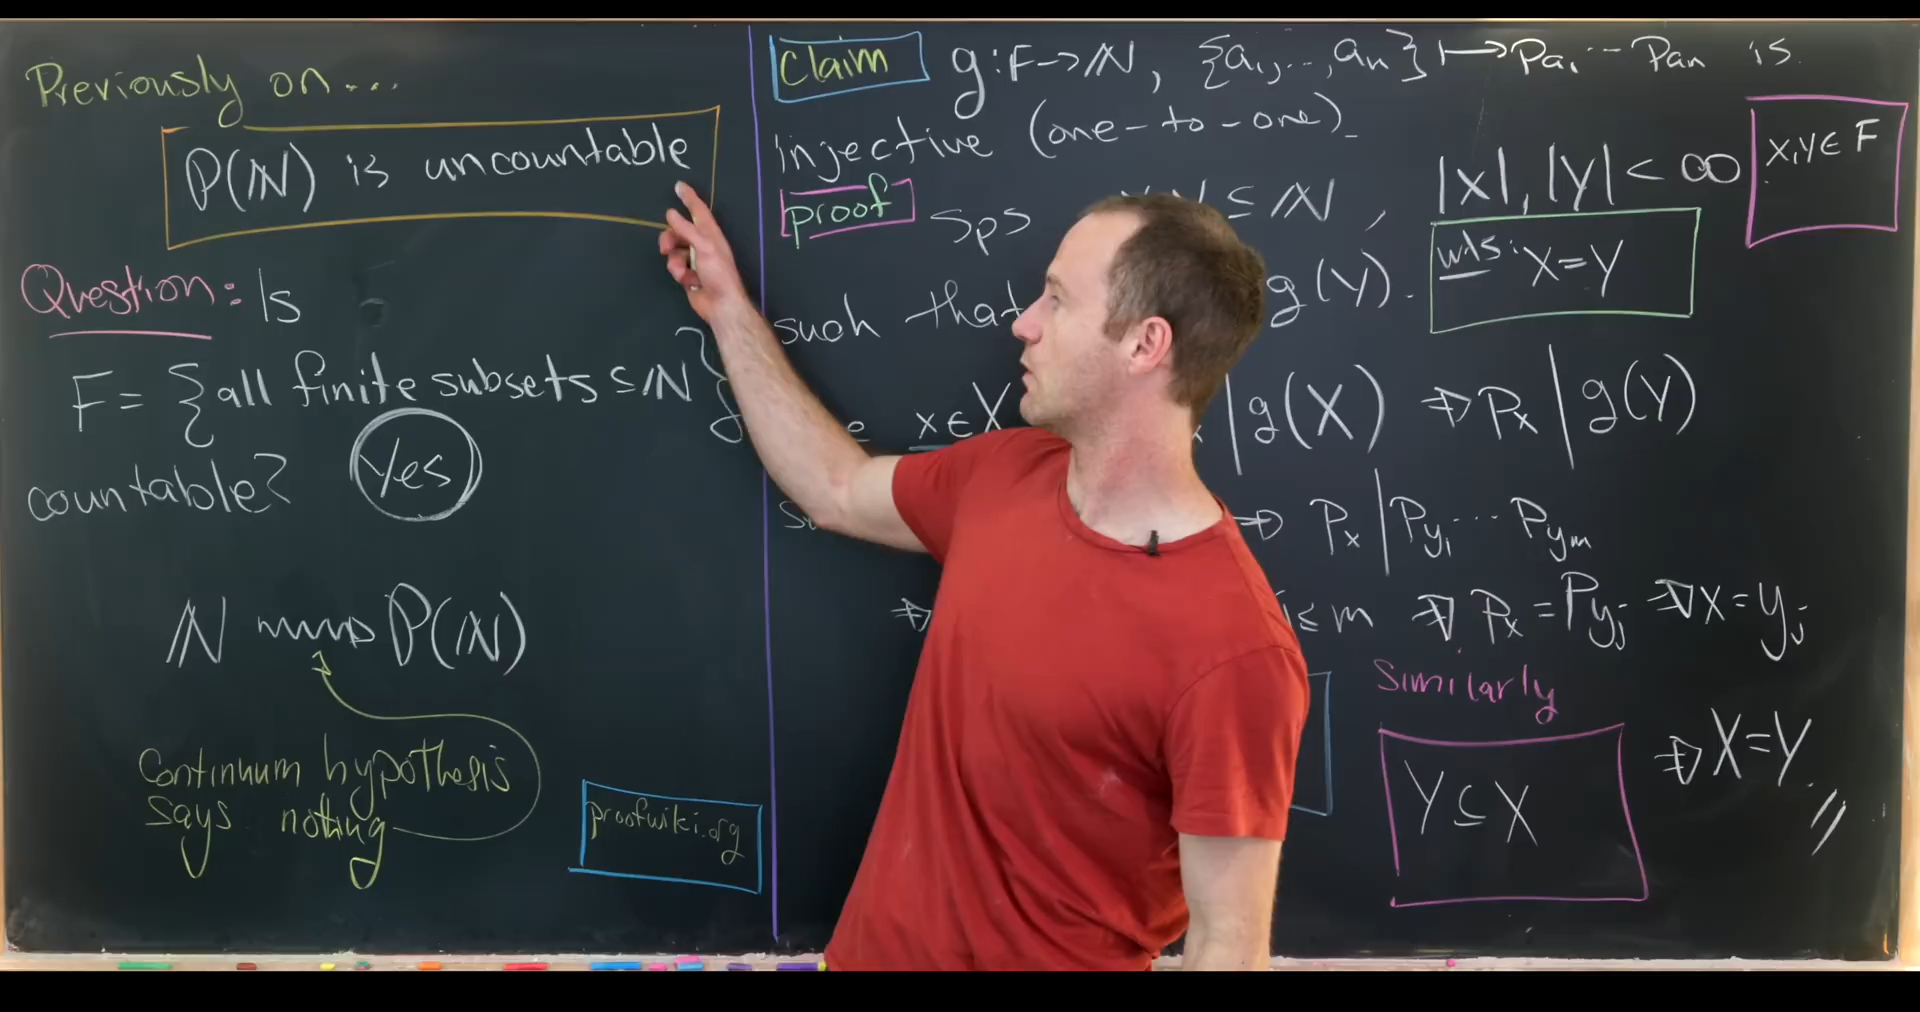 Previously on...
P(ℕ) is uncountable
Question: Is
F = {all finite subsets ⊆ ℕ}
countable? Yes
ℕ ⇝ P(ℕ)
Continuum hypothesis
says nothing
proofwiki.org
Claim g: F → ℕ, {a₁, ..., aₙ} ↦ Pa₁ ... Paₙ is
injective (one-to-one).
proof Sps ⊆ ℕ, |X|, |Y| < ∞
X, Y ∈ F
such that g(Y).
wts: X = Y
x ∈ X | g(X) ⇒ Pₓ | g(Y)
⇒ Pₓ | Py₁ ... Pyₘ
⇒ ≤ m ⇒ Pₓ = Pyⱼ ⇒ x = yⱼ
Similarly
Y ⊆ X
⇒ X = Y. //